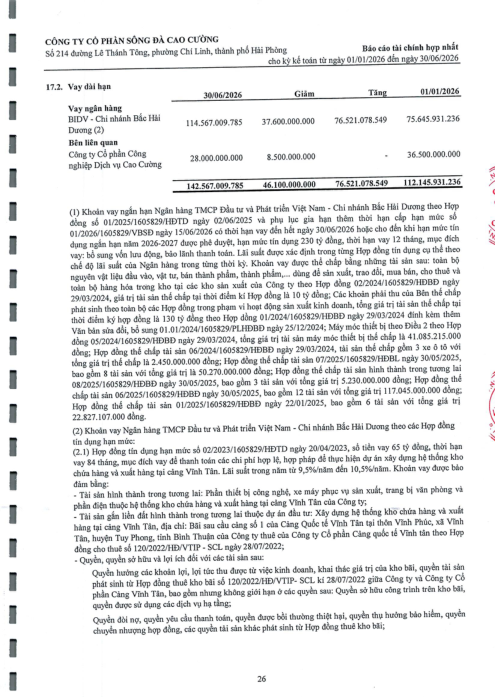 CÔNG TY CỔ PHẦN SÔNG ĐÀ CAO CƯỜNG
Số 214 đường Lê Thánh Tông, phường Chí Linh, thành phố Hải Phòng
Báo cáo tài chính hợp nhất
cho kỳ kế toán từ ngày 01/01/2026 đến ngày 30/06/2026
17.2. Vay dài hạn
30/06/2026 Giảm Tăng 01/01/2026
Vay ngân hàng
BIDV - Chi nhánh Bắc Hải Dương (2) 114.567.009.785 37.600.000.000 76.521.078.549 75.645.931.236
Bên liên quan
Công ty Cổ phần Công nghiệp Dịch vụ Cao Cường 28.000.000.000 8.500.000.000 - 36.500.000.000
142.567.009.785 46.100.000.000 76.521.078.549 112.145.931.236
(1) Khoản vay ngắn hạn Ngân hàng TMCP Đầu tư và Phát triển Việt Nam - Chi nhánh Bắc Hải Dương theo Hợp
đồng số 01/2025/1605829/HĐTD ngày 02/06/2025 và phụ lục gia hạn thêm thời hạn cấp hạn mức số
01/2026/1605829/VBSĐ ngày 15/06/2026 có thời hạn vay đến hết ngày 30/06/2026 hoặc cho đến khi hạn mức tín
dụng ngắn hạn năm 2026-2027 được phê duyệt, hạn mức tín dụng 230 tỷ đồng, thời hạn vay 12 tháng, mục đích
vay: bổ sung vốn lưu động, bảo lãnh thanh toán. Lãi suất được xác định trong từng Hợp đồng tín dụng cụ thể theo
chế độ lãi suất của Ngân hàng trong từng thời kỳ. Khoản vay được thế chấp bằng những tài sản sau: toàn bộ
nguyên vật liệu đầu vào, vật tư, bán thành phẩm, thành phẩm,... dùng để sản xuất, trao đổi, mua bán, cho thuê và
toàn bộ hàng hóa trong kho tại các kho sản xuất của Công ty theo Hợp đồng 02/2024/1605829/HĐBĐ ngày
29/03/2024, giá trị tài sản thế chấp tại thời điểm kí Hợp đồng là 10 tỷ đồng; Các khoản phải thu của Bên thế chấp
phát sinh theo toàn bộ các Hợp đồng trong phạm vi hoạt động sản xuất kinh doanh, tổng giá trị tài sản thế chấp tại
thời điểm ký hợp đồng là 130 tỷ đồng theo Hợp đồng 01/2024/1605829/HĐBĐ ngày 29/03/2024 đính kèm thêm
Văn bản sửa đổi, bổ sung 01.01/2024/1605829/PLHĐBĐ ngày 25/12/2024; Máy móc thiết bị theo Điều 2 theo Hợp
đồng 05/2024/1605829/HĐBĐ ngày 29/03/2024, tổng giá trị tài sản máy móc thiết bị thế chấp là 41.085.215.000
đồng; Hợp đồng thế chấp tài sản 06/2024/1605829/HĐBĐ ngày 29/03/2024, tài sản thế chấp gồm 3 xe ô tô với
tổng giá trị thế chấp là 2.450.000.000 đồng; Hợp đồng thế chấp tài sản 07/2025/1605829/HĐBL ngày 30/05/2025,
bao gồm 8 tài sản với tổng giá trị là 50.270.000.000 đồng; Hợp đồng thế chấp tài sản hình thành trong tương lai
08/2025/1605829/HĐBĐ ngày 30/05/2025, bao gồm 3 tài sản với tổng giá trị 5.230.000.000 đồng; Hợp đồng thế
chấp tài sản 06/2025/1605829/HĐBĐ ngày 30/05/2025, bao gồm 12 tài sản với tổng giá trị 117.045.000.000 đồng;
Hợp đồng thế chấp tài sản 01/2025/1605829/HĐBĐ ngày 22/01/2025, bao gồm 6 tài sản với tổng giá trị
22.827.107.000 đồng.
(2) Khoản vay Ngân hàng TMCP Đầu tư và Phát triển Việt Nam - Chi nhánh Bắc Hải Dương theo các Hợp đồng
tín dụng hạn mức:
(2.1) Hợp đồng tín dụng hạn mức số 02/2023/1605829/HĐTD ngày 20/04/2023, số tiền vay 65 tỷ đồng, thời hạn
vay 84 tháng, mục đích vay để thanh toán các chi phí hợp lệ, hợp pháp để thực hiện dự án xây dựng hệ thống kho
chứa hàng và xuất hàng tại cảng Vĩnh Tân. Lãi suất trong năm từ 9,5%/năm đến 10,5%/năm. Khoản vay được bảo
đảm bằng:
- Tài sản hình thành trong tương lai: Phần thiết bị công nghệ, xe máy phục vụ sản xuất, trang bị văn phòng và
phần điện thuộc hệ thống kho chứa hàng và xuất hàng tại cảng Vĩnh Tân của Công ty;
- Tài sản gắn liền đất hình thành trong tương lai thuộc dự án đầu tư: Xây dựng hệ thống kho chứa hàng và xuất
hàng tại cảng Vĩnh Tân, địa chỉ: Bãi sau cầu cảng số 1 của Cảng Quốc tế Vĩnh Tân tại thôn Vĩnh Phúc, xã Vĩnh
Tân, huyện Tuy Phong, tỉnh Bình Thuận của Công ty thuê của Công ty Cổ phần Cảng quốc tế Vĩnh tân theo Hợp
đồng cho thuê số 120/2022/HĐ/VTIP - SCL ngày 28/07/2022;
- Quyền, quyền sở hữu và lợi ích đối với các tài sản sau:
Quyền hưởng các khoản lợi, lợi tức thu được từ việc kinh doanh, khai thác giá trị của kho bãi, quyền tài sản
phát sinh từ Hợp đồng thuê kho bãi số 120/2022/HĐ/VTIP- SCL kí 28/07/2022 giữa Công ty và Công ty Cổ
phần Cảng Vĩnh Tân, bao gồm nhưng không giới hạn ở các quyền sau: Quyền sở hữu công trình trên kho bãi,
quyền được sử dụng các dịch vụ hạ tầng;
Quyền đòi nợ, quyền yêu cầu thanh toán, quyền được bồi thường thiệt hại, quyền thụ hưởng bảo hiểm, quyền
chuyển nhượng hợp đồng, các quyền tài sản khác phát sinh từ Hợp đồng thuê kho bãi;
26